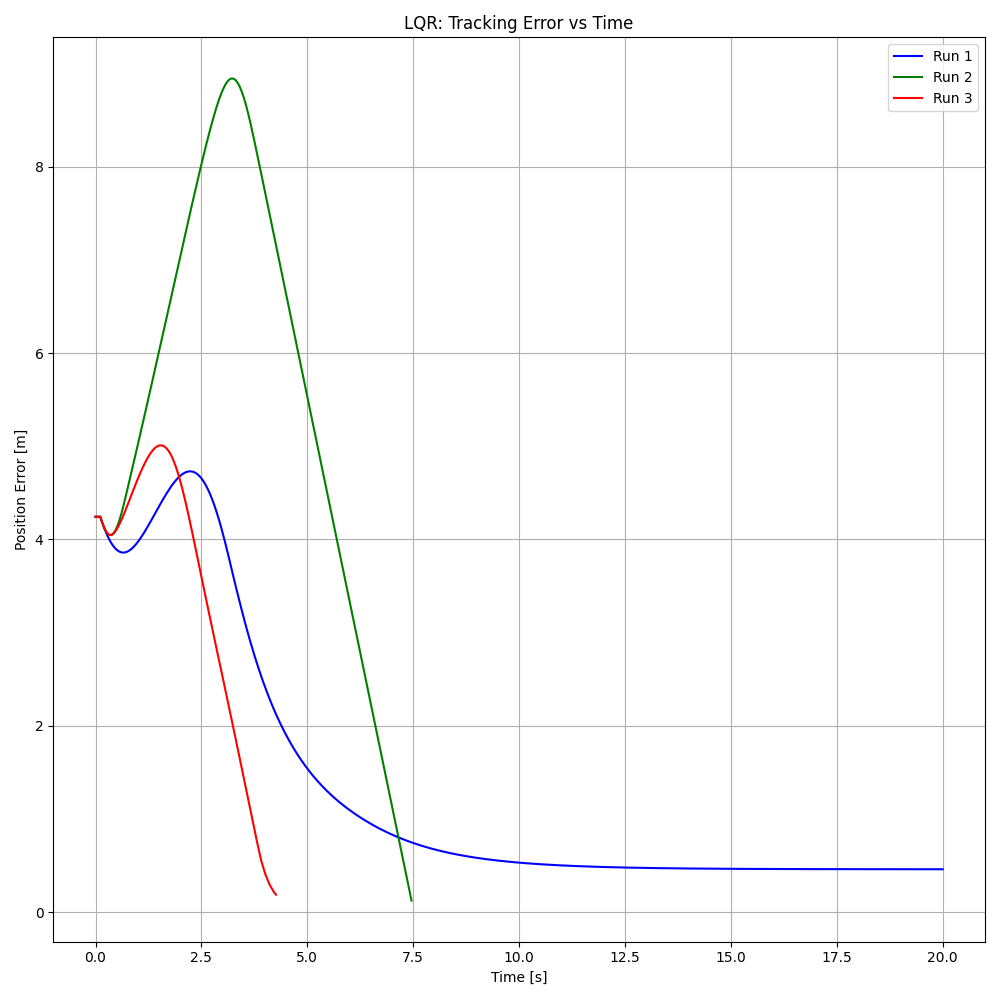 LQR: Tracking Error vs Time
Run 1
Run 2
Run 3
Position Error [m]
8
6
4
2
0
0.0 2.5 5.0 7.5 10.0 12.5 15.0 17.5 20.0
Time [s]